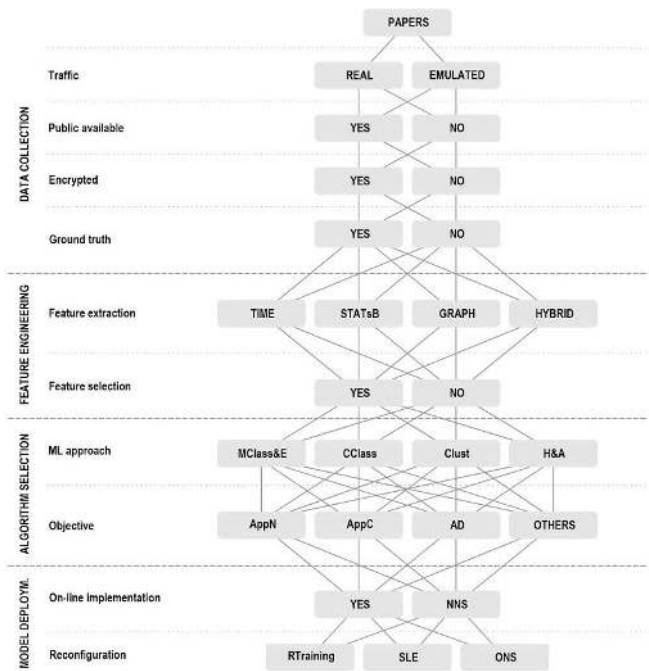 PAPERS
Traffic
REAL
EMULATED
Public available
YES
NO
Encrypted
YES
NO
Ground truth
YES
NO
DATA COLLECTION
Feature extraction
TIME
STATsB
GRAPH
HYBRID
Feature selection
YES
NO
FEATURE ENGINEERING
ML approach
MClass&E
CClass
Clust
H&A
Objective
AppN
AppC
AD
OTHERS
ALGORITHM SELECTION
On-line implementation
YES
NNS
Reconfiguration
RTraining
SLE
ONS
MODEL DEPLOYM.